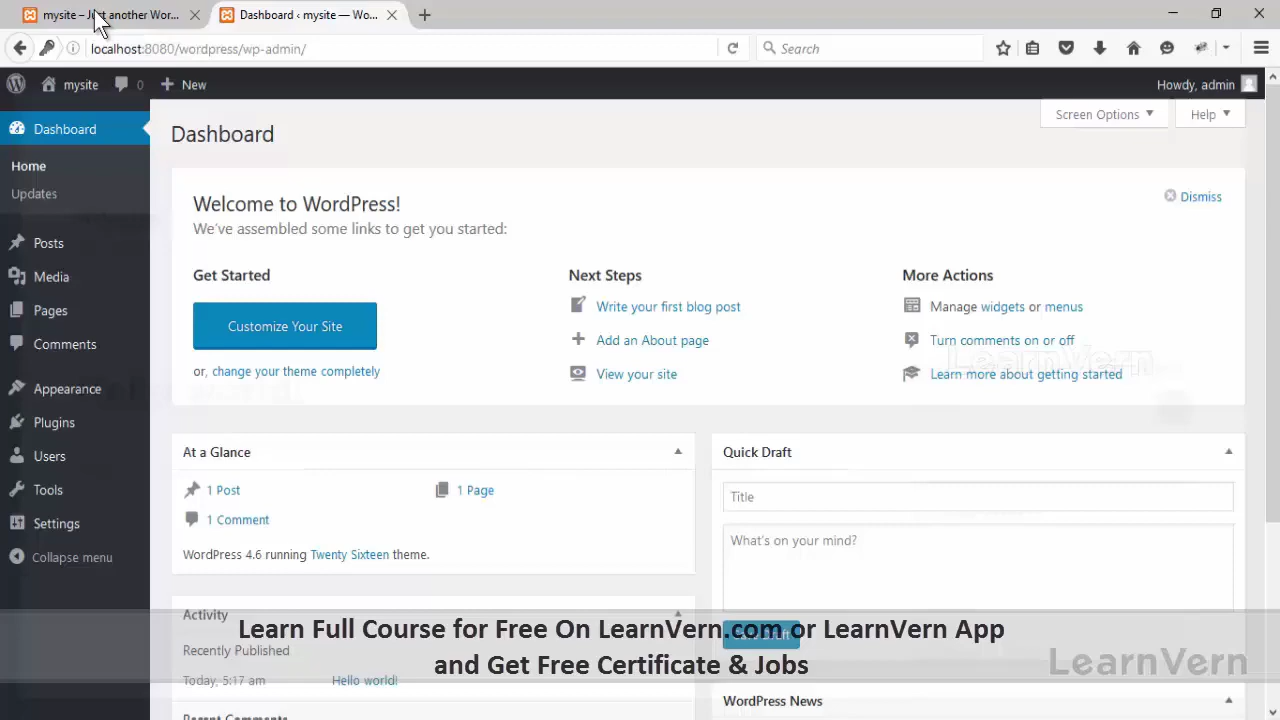 mysite – Just another Wor...
Dashboard ‹ mysite — Wo...
localhost:8080/wordpress/wp-admin/
Search
mysite
0
New
Howdy, admin
Dashboard
Home
Updates
Posts
Media
Pages
Comments
Appearance
Plugins
Users
Tools
Settings
Collapse menu
Screen Options
Help
Dashboard
Welcome to WordPress!
Dismiss
We've assembled some links to get you started:
Get Started
Customize Your Site
or, change your theme completely
Next Steps
Write your first blog post
Add an About page
View your site
More Actions
Manage widgets or menus
Turn comments on or off
Learn more about getting started
LearnVern
At a Glance
1 Post
1 Page
1 Comment
WordPress 4.6 running Twenty Sixteen theme.
Quick Draft
Title
What's on your mind?
Save Draft
Activity
Recently Published
Today, 5:17 am
Hello world!
Recent Comments
WordPress News
Learn Full Course for Free On LearnVern.com or LearnVern App
and Get Free Certificate & Jobs
LearnVern